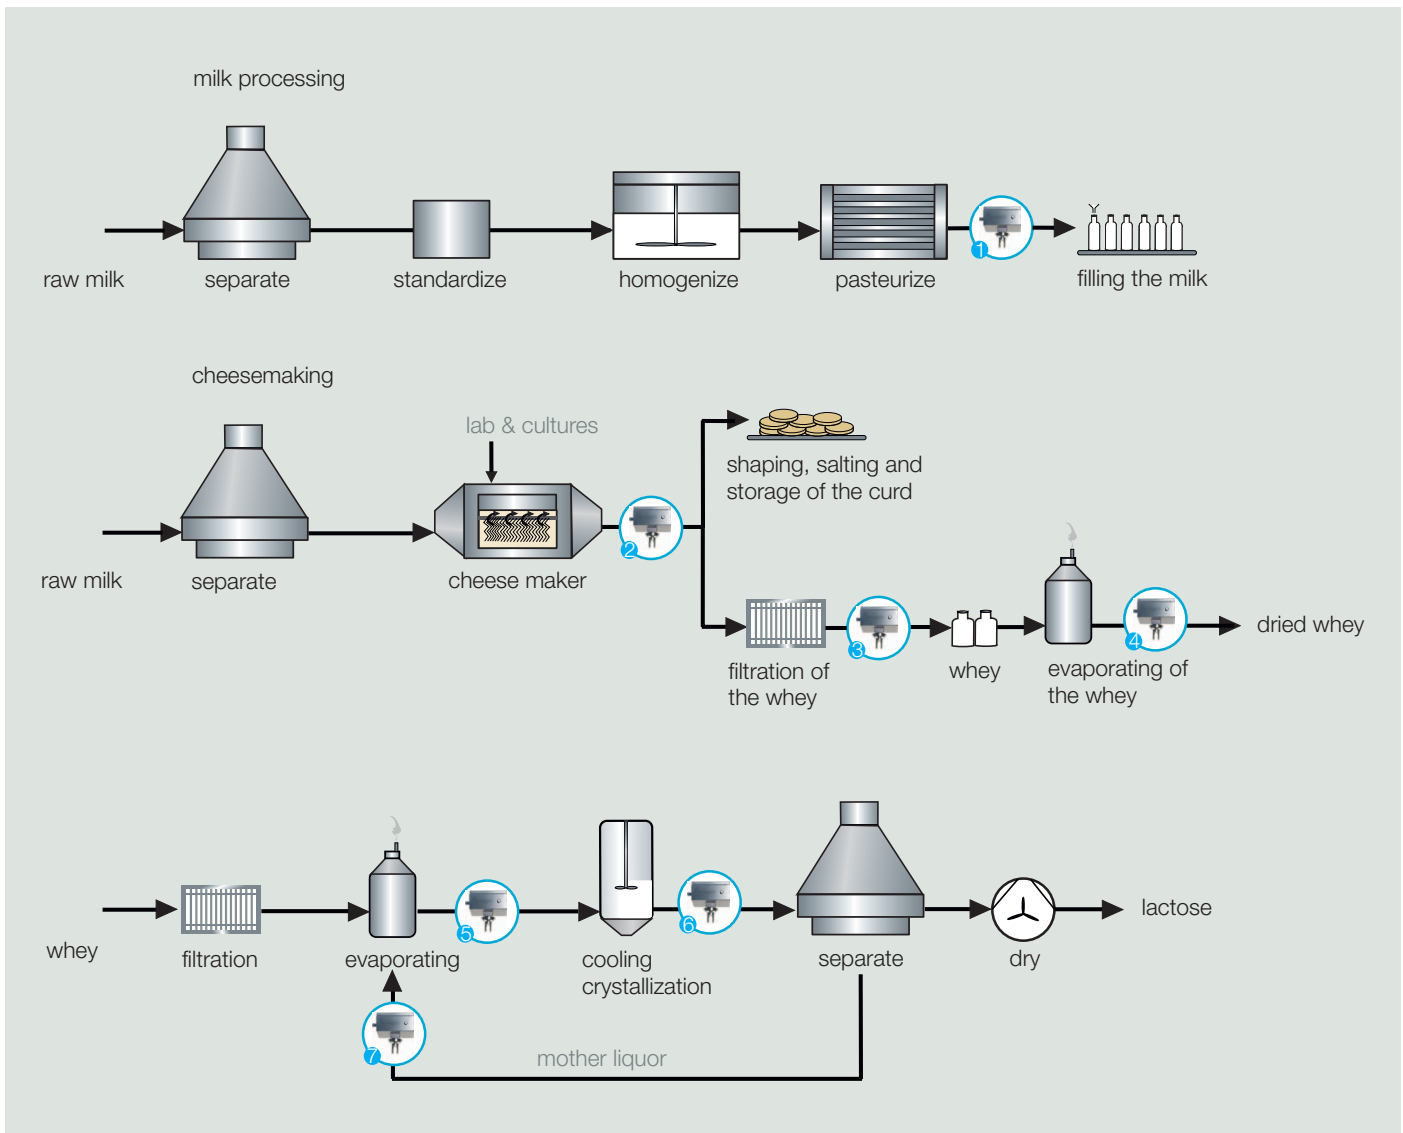 milk processing
raw milk
separate
standardize
homogenize
pasteurize
1
filling the milk
cheesemaking
lab & cultures
raw milk
separate
cheese maker
2
shaping, salting and
storage of the curd
filtration of
the whey
3
whey
evaporating of
the whey
4
dried whey
whey
filtration
evaporating
5
cooling
crystallization
6
separate
dry
lactose
7
mother liquor